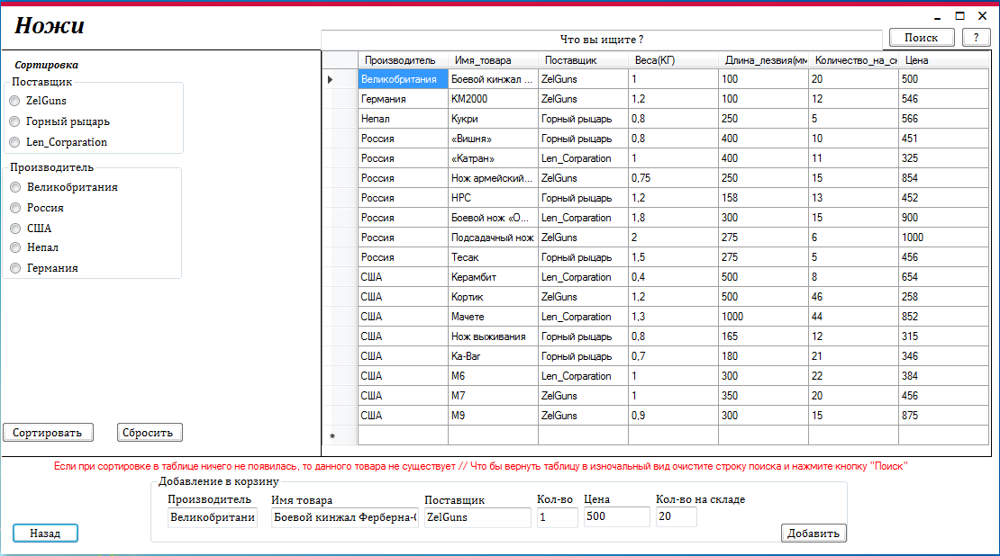 Ножи
Что вы ищите ?
Поиск
?
Сортировка
Поставщик
ZelGuns
Горный рыцарь
Len_Corparation
Производитель
Великобритания
Россия
США
Непал
Германия
Сортировать
Сбросить
Производитель Имя_товара Поставщик Веса(КГ) Длина_лезвия(мм Количество_на_ск Цена
Великобритания Боевой кинжал ... ZelGuns 1 100 20 500
Германия КМ2000 ZelGuns 1,2 100 12 546
Непал Кукри Горный рыцарь 0,8 250 5 566
Россия «Вишня» Горный рыцарь 0,8 400 10 451
Россия «Катран» Len_Corparation 1 400 11 325
Россия Нож армейский... ZelGuns 0,75 250 15 854
Россия НРС Горный рыцарь 1,2 158 13 452
Россия Боевой нож «О... Len_Corparation 1,8 300 15 900
Россия Подсадачный нож ZelGuns 2 275 6 1000
Россия Тесак Горный рыцарь 1,5 275 5 456
США Керамбит Len_Corparation 0,4 500 8 654
США Кортик ZelGuns 1,2 500 46 258
США Мачете Len_Corparation 1,3 1000 44 852
США Нож выживания Горный рыцарь 0,8 165 12 315
США Ka-Bar Горный рыцарь 0,7 180 21 346
США М6 Len_Corparation 1 300 22 384
США М7 ZelGuns 1 350 20 456
США М9 ZelGuns 0,9 300 15 875
Если при сортировке в таблице ничего не появилась, то данного товара не существует // Что бы вернуть таблицу в изночальный вид очистите строку поиска и нажмите кнопку "Поиск"
Добавление в корзину
Производитель Имя товара Поставщик Кол-во Цена Кол-во на складе
Великобритани Боевой кинжал Ферберна-( ZelGuns 1 500 20
Назад
Добавить